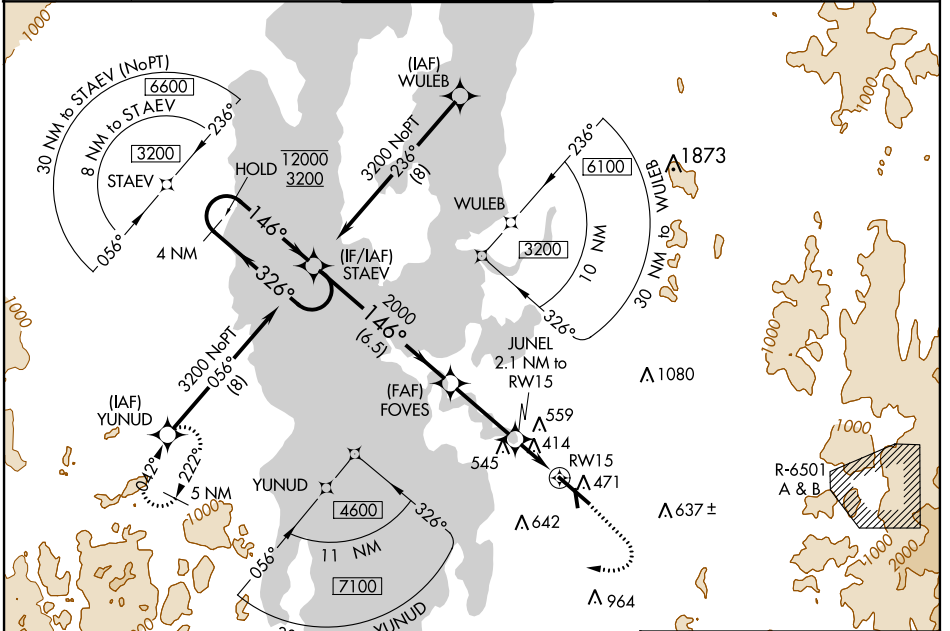 1000
30 NM to STAEV (NoPT)
6600
8 NM to STAEV
3200
STAEV
236°
056°
HOLD
12000
3200
4 NM
146°
326°
(IF/IAF)
STAEV
(IAF)
WULEB
3200 NoPT
236°
(8)
WULEB
236°
6100
3200
10 NM
30 NM to WULEB
326°
1873
1000
1000
1000
2000
146°
(6.5)
JUNEL
2.1 NM to
RW15
(FAF)
FOVES
1080
559
414
545
RW15
471
642
637±
964
3200 NoPT
056°
(8)
(IAF)
YUNUD
042°
222°
5 NM
1000
YUNUD
4600
11 NM
7100
056°
326°
YUNUD
R-6501
A & B
1000
1000
2000